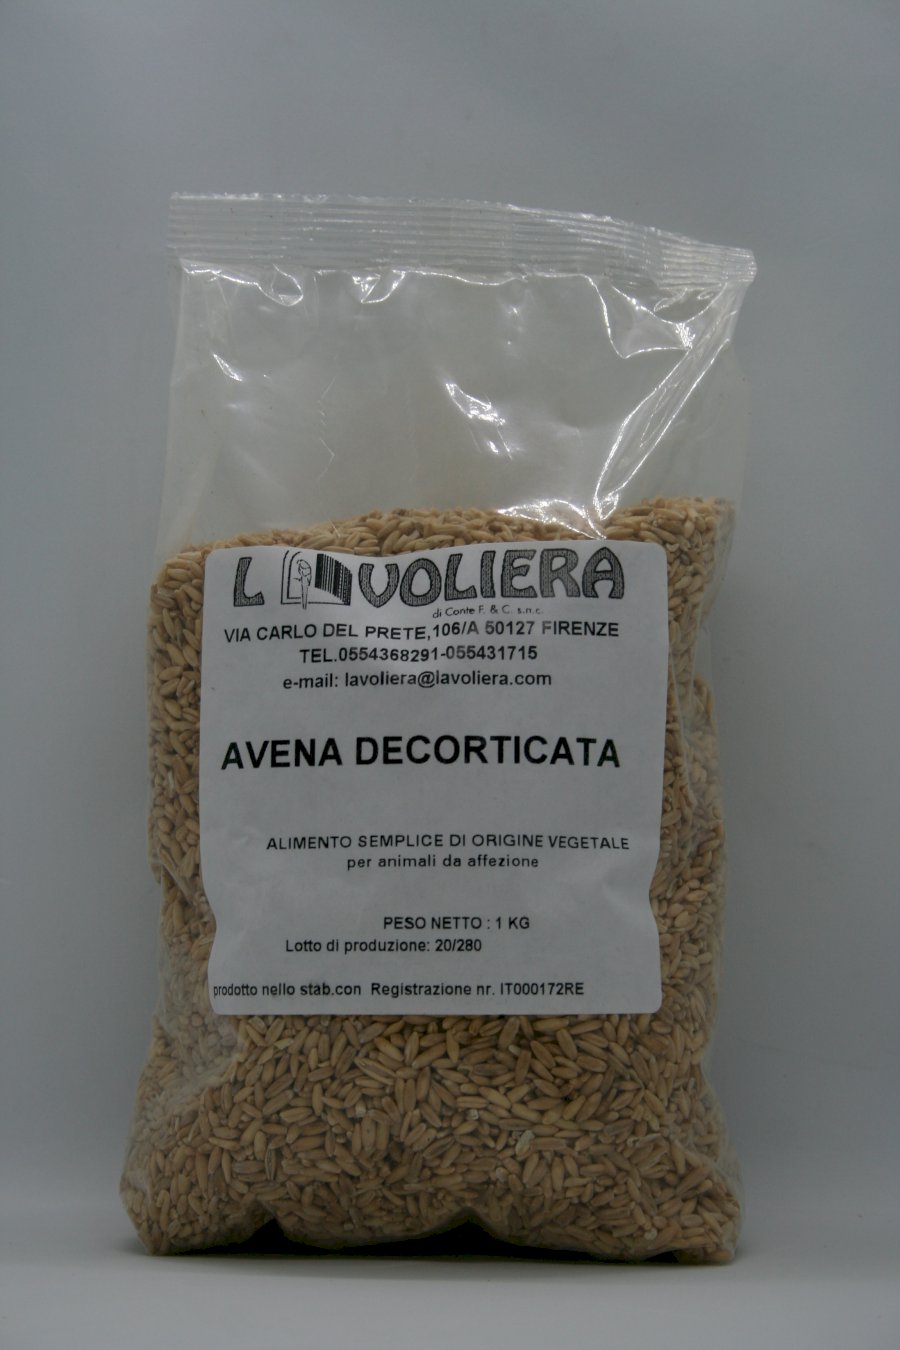 LA VOLIERA
di Conte F. & C. s.n.c.
VIA CARLO DEL PRETE,106/A 50127 FIRENZE
TEL.0554368291-055431715
e-mail: lavoliera@lavoliera.com
AVENA DECORTICATA
ALIMENTO SEMPLICE DI ORIGINE VEGETALE
per animali da affezione
PESO NETTO : 1 KG
Lotto di produzione: 20/280
prodotto nello stab.con Registrazione nr. IT000172RE